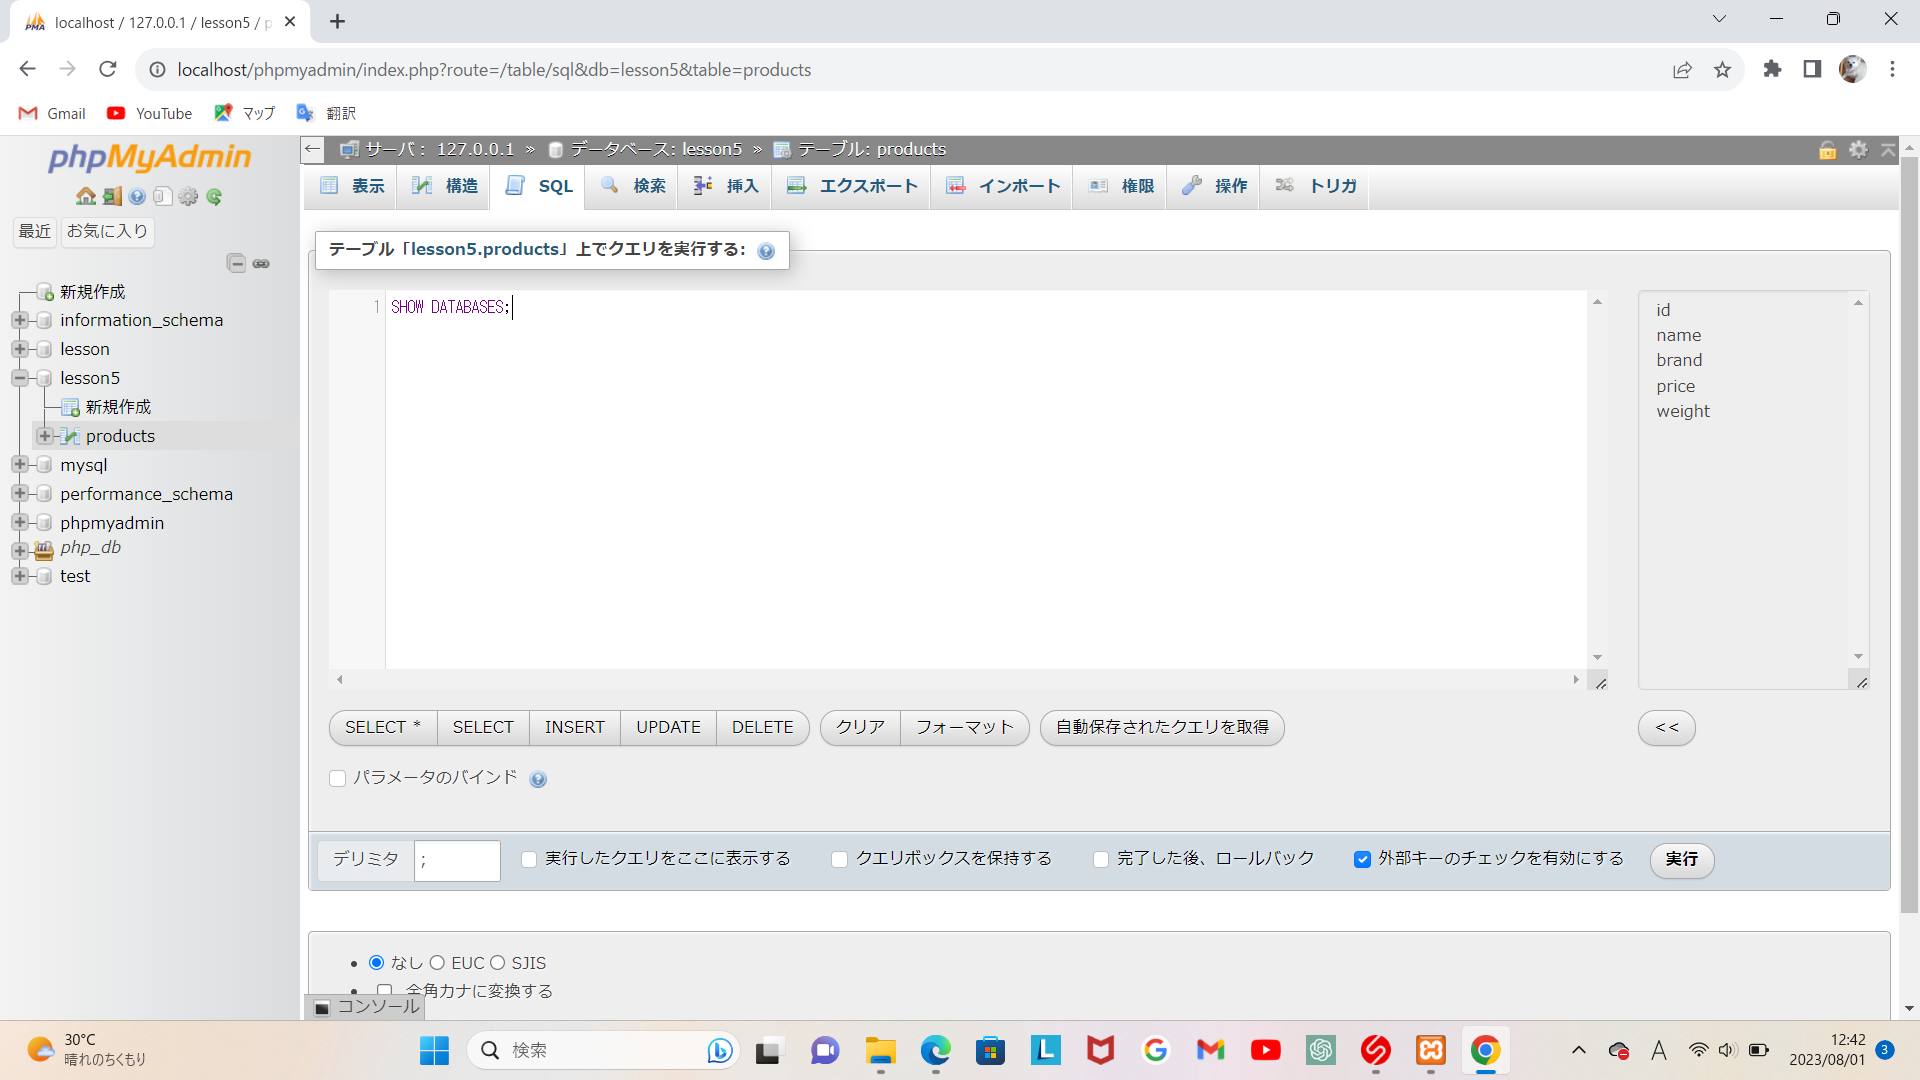 localhost / 127.0.0.1 / lesson5 / p
localhost/phpmyadmin/index.php?route=/table/sql&db=lesson5&table=products
Gmail YouTube マップ 翻訳
phpMyAdmin
最近 お気に入り
新規作成
information_schema
lesson
lesson5
新規作成
products
mysql
performance_schema
phpmyadmin
php_db
test
サーバ: 127.0.0.1 » データベース: lesson5 » テーブル: products
表示 構造 SQL 検索 挿入 エクスポート インポート 権限 操作 トリガ
テーブル「lesson5.products」上でクエリを実行する:
1 SHOW DATABASES;
id
name
brand
price
weight
SELECT * SELECT INSERT UPDATE DELETE クリア フォーマット 自動保存されたクエリを取得 <<
パラメータのバインド
デリミタ ; 実行したクエリをここに表示する クエリボックスを保持する 完了した後、ロールバック 外部キーのチェックを有効にする 実行
なし EUC SJIS
全角カナに変換する
コンソール
30°C
晴れのちくもり
検索
A
12:42
2023/08/01
3